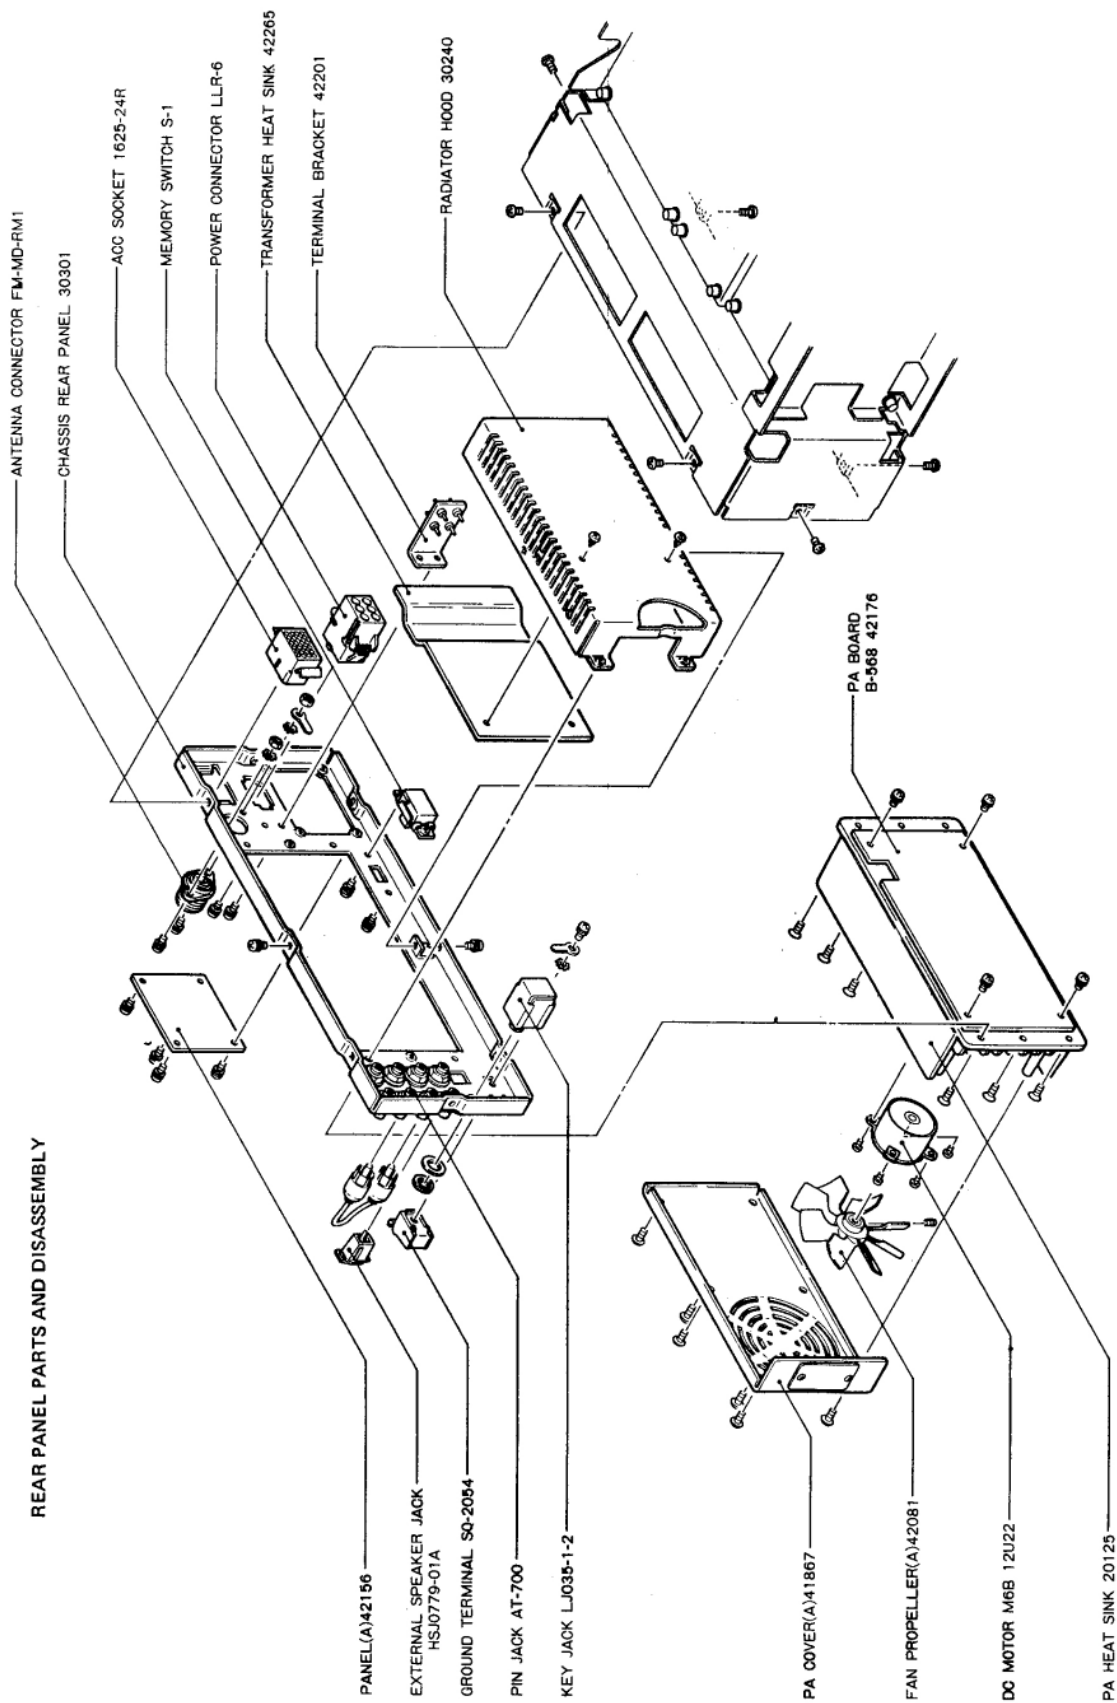 REAR PANEL PARTS AND DISASSEMBLY
ANTENNA CONNECTOR FM-MD-RM1
CHASSIS REAR PANEL 30301
ACC SOCKET 1625-24R
MEMORY SWITCH S-1
POWER CONNECTOR LLR-6
TRANSFORMER HEAT SINK 42265
TERMINAL BRACKET 42201
RADIATOR HOOD 30240
PA BOARD
B-568 42176
PANEL(A)42156
EXTERNAL SPEAKER JACK
HSJ0779-01A
GROUND TERMINAL SQ-2054
PIN JACK AT-700
KEY JACK LJ035-1-2
PA COVER(A)41867
FAN PROPELLER(A)42081
DC MOTOR M6B 12U22
PA HEAT SINK 20125